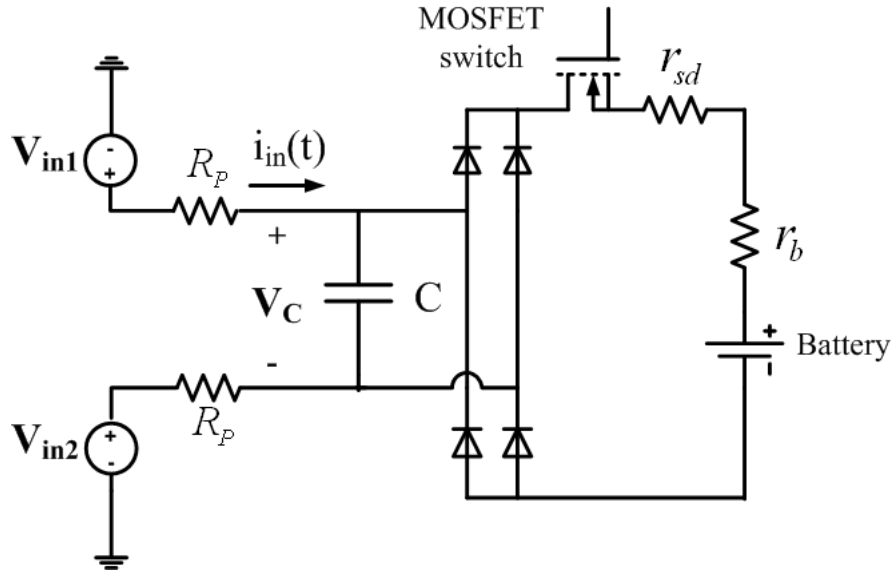 MOSFET
switch
r_sd
V_in1
-
+
R_P
i_in(t)
+
V_C
C
r_b
+
Battery
-
-
R_P
V_in2
+
-